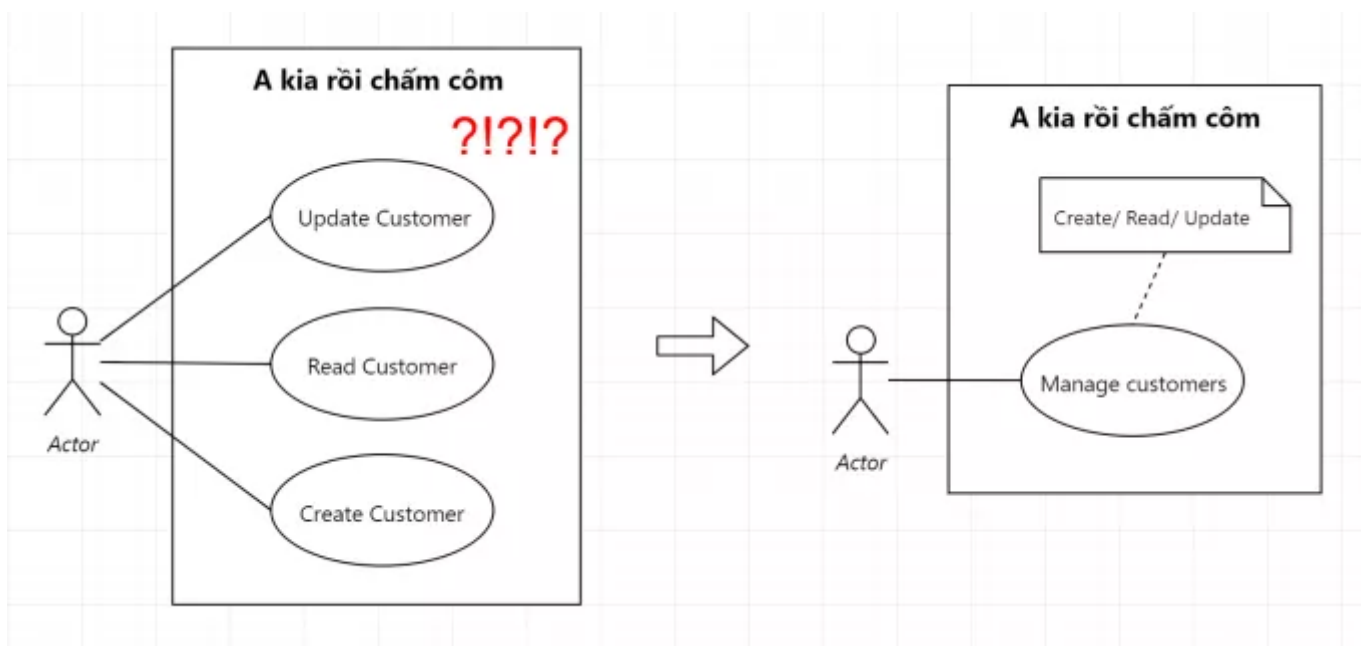 A kia rồi chấm côm
?!?!?
Update Customer
Read Customer
Create Customer
Actor
A kia rồi chấm côm
Create/ Read/ Update
Manage customers
Actor